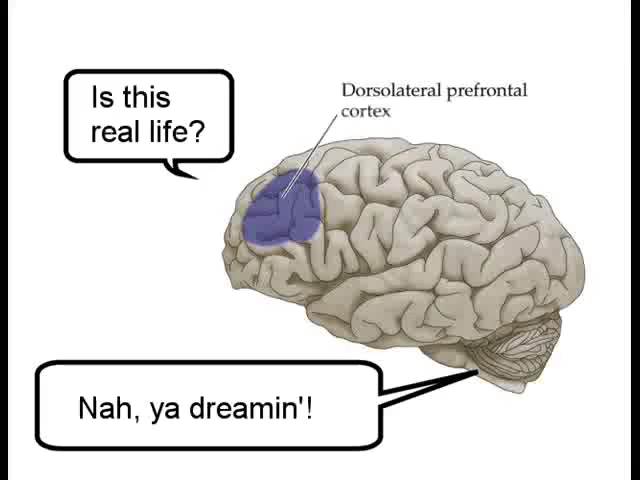 Is this
real life?
Dorsolateral prefrontal
cortex
Nah, ya dreamin'!